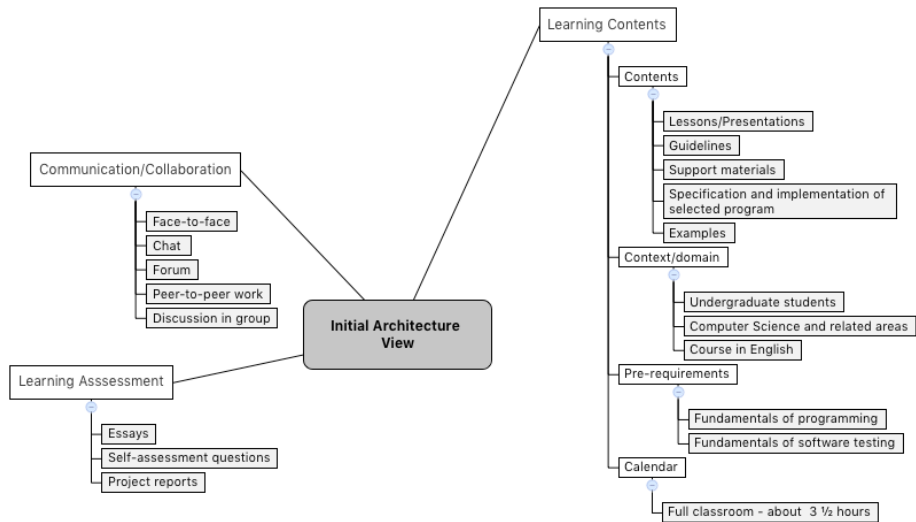 Learning Contents
Contents
Lessons/Presentations
Guidelines
Support materials
Specification and implementation of
selected program
Examples
Context/domain
Undergraduate students
Computer Science and related areas
Course in English
Pre-requirements
Fundamentals of programming
Fundamentals of software testing
Calendar
Full classroom - about 3 ½ hours
Communication/Collaboration
Face-to-face
Chat
Forum
Peer-to-peer work
Discussion in group
Initial Architecture
View
Learning Asssessment
Essays
Self-assessment questions
Project reports